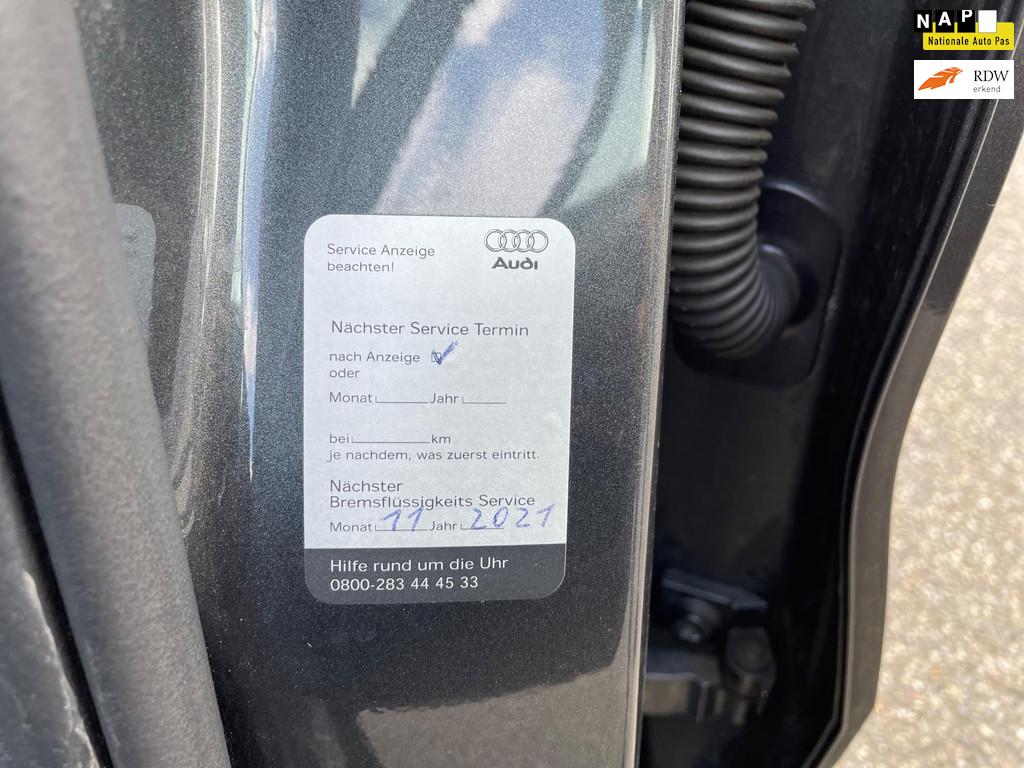 NAP
Nationale Auto Pas
RDW
erkend
Service Anzeige
beachten!
Audi
Nächster Service Termin
nach Anzeige
oder
Monat Jahr
bei km
je nachdem, was zuerst eintritt.
Nächster
Bremsflüssigkeits Service
Monat 11 Jahr 2021
Hilfe rund um die Uhr
0800-283 44 45 33